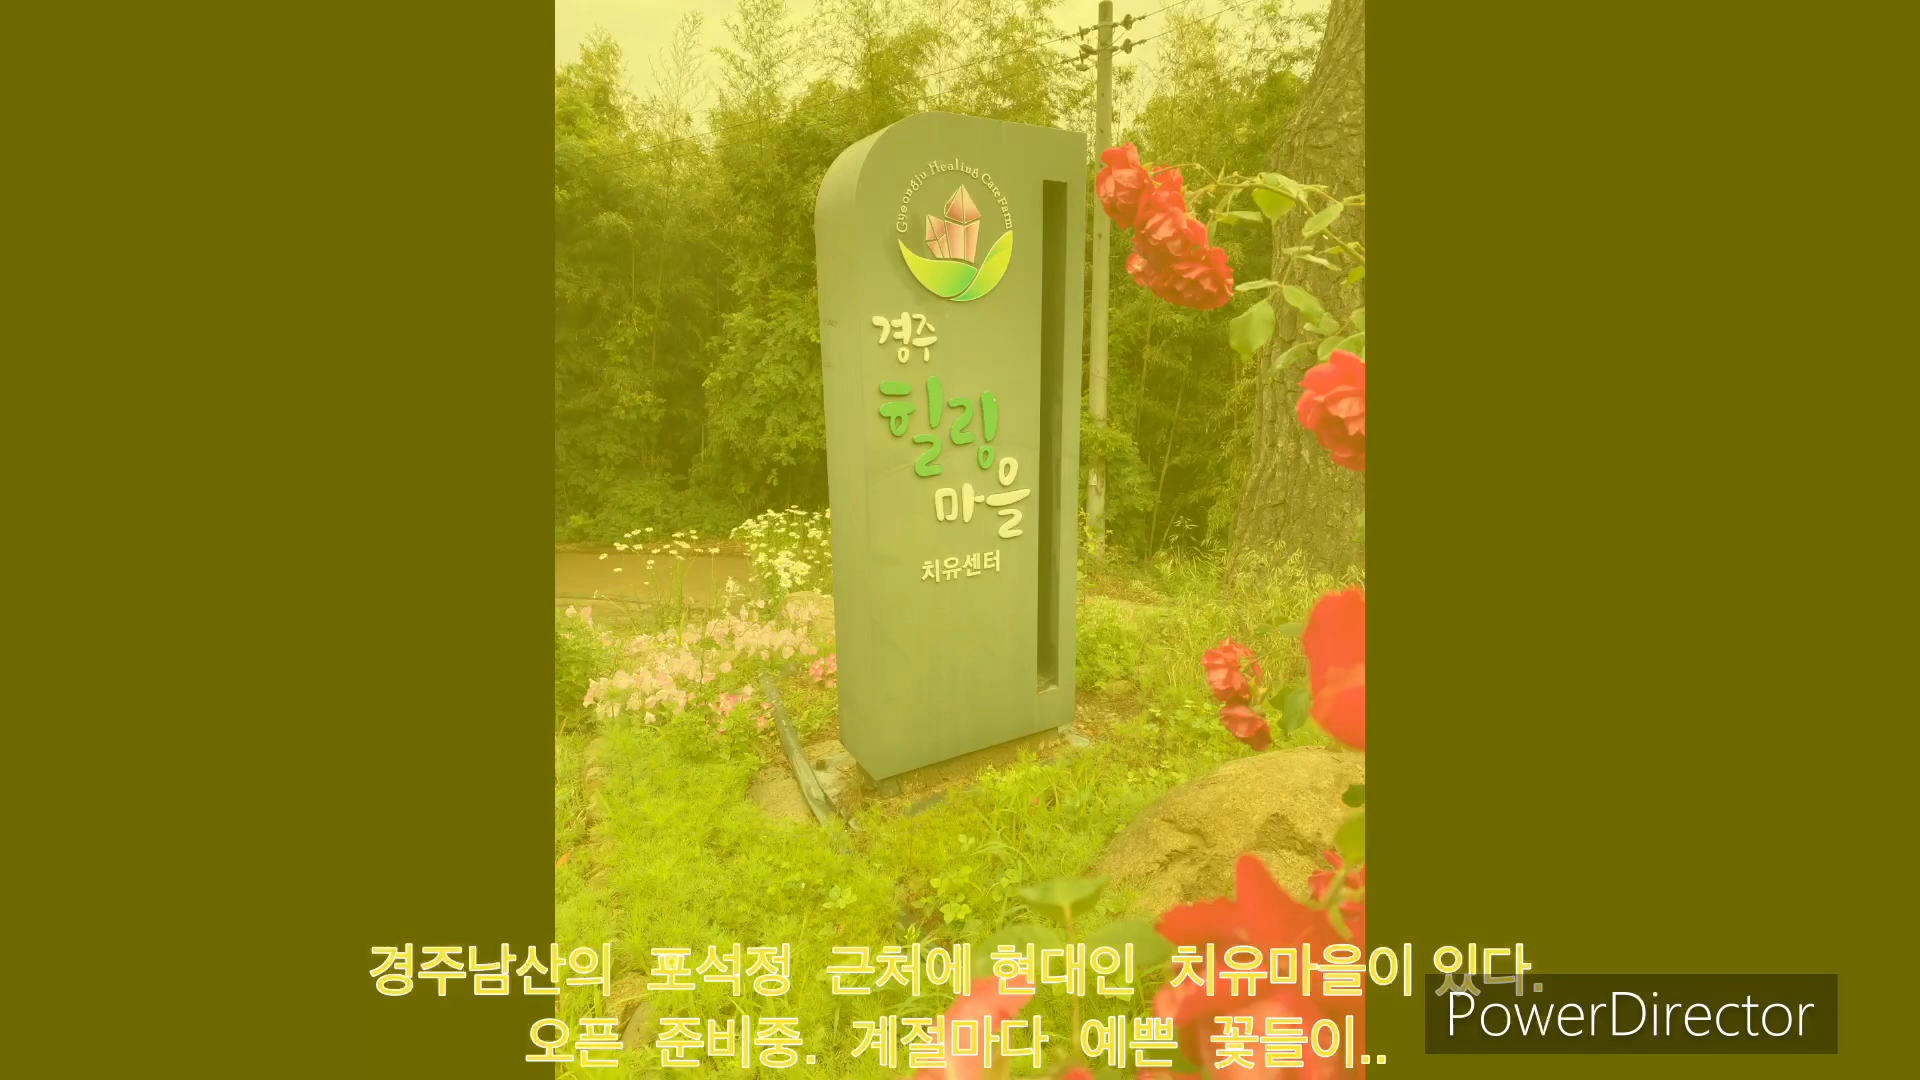 Gyeongju Healing Care Farm
경주
힐링
마을
치유센터
경주남산의 포석정 근처에 현대인 치유마을이 있다.
오픈 준비중. 계절마다 예쁜 꽃들이..
PowerDirector